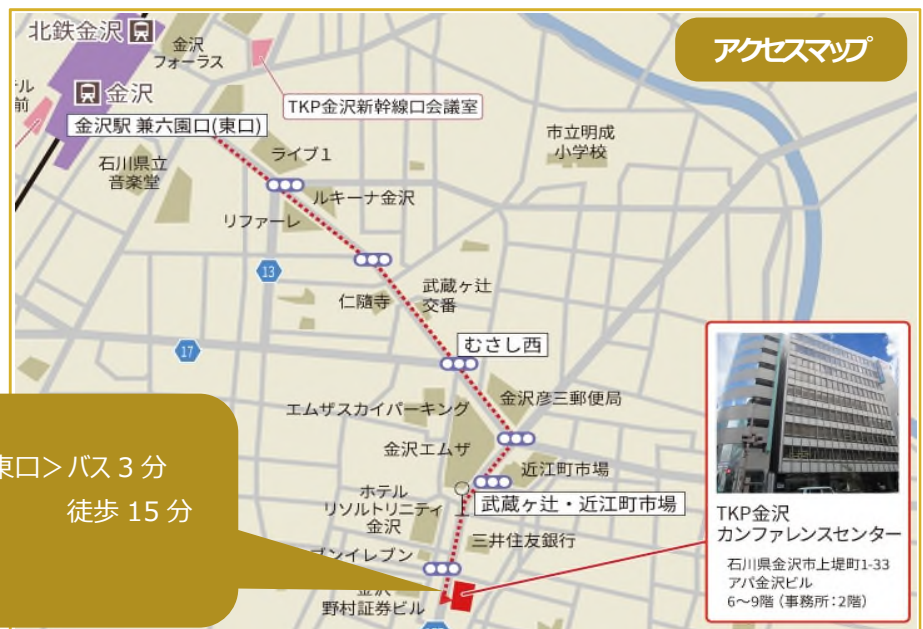 アクセスマップ
北鉄金沢
金沢
フォーラス
金沢
TKP金沢新幹線口会議室
金沢駅 兼六園口(東口)
市立明成
小学校
石川県立
音楽堂
ライブ1
ルキーナ金沢
リファーレ
13
武蔵ヶ辻
交番
仁隨寺
むさし西
17
金沢彦三郵便局
エムザスカイパーキング
金沢エムザ
近江町市場
東口＞バス 3 分
徒歩 15 分
ホテル
リゾルトリニティ
金沢
武蔵ヶ辻・近江町市場
三井住友銀行
ブンイレブン
金沢
野村証券ビル
TKP金沢
カンファレンスセンター
石川県金沢市上堤町1-33
アパ金沢ビル
6～9階 (事務所:2階)